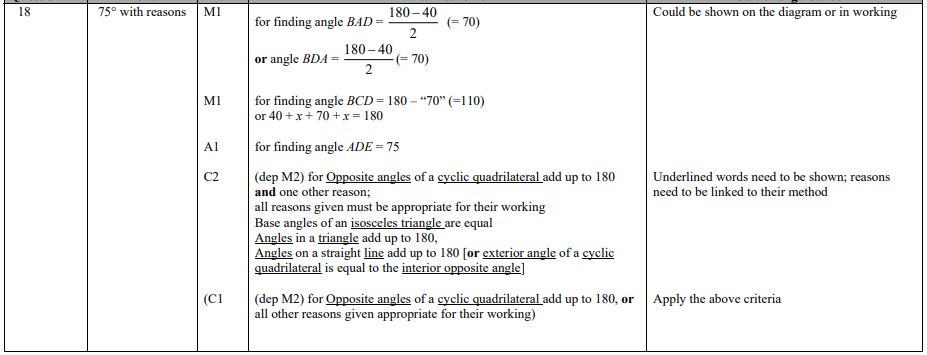 18 75° with reasons M1 for finding angle BAD = (180 – 40)/2 (= 70) Could be shown on the diagram or in working
or angle BDA = (180 – 40)/2 (= 70)
M1 for finding angle BCD = 180 – “70” (=110)
or 40 + x + 70 + x = 180
A1 for finding angle ADE = 75
C2 (dep M2) for Opposite angles of a cyclic quadrilateral add up to 180 Underlined words need to be shown; reasons
and one other reason; need to be linked to their method
all reasons given must be appropriate for their working
Base angles of an isosceles triangle are equal
Angles in a triangle add up to 180,
Angles on a straight line add up to 180 [or exterior angle of a cyclic
quadrilateral is equal to the interior opposite angle]
(C1 (dep M2) for Opposite angles of a cyclic quadrilateral add up to 180, or Apply the above criteria
all other reasons given appropriate for their working)